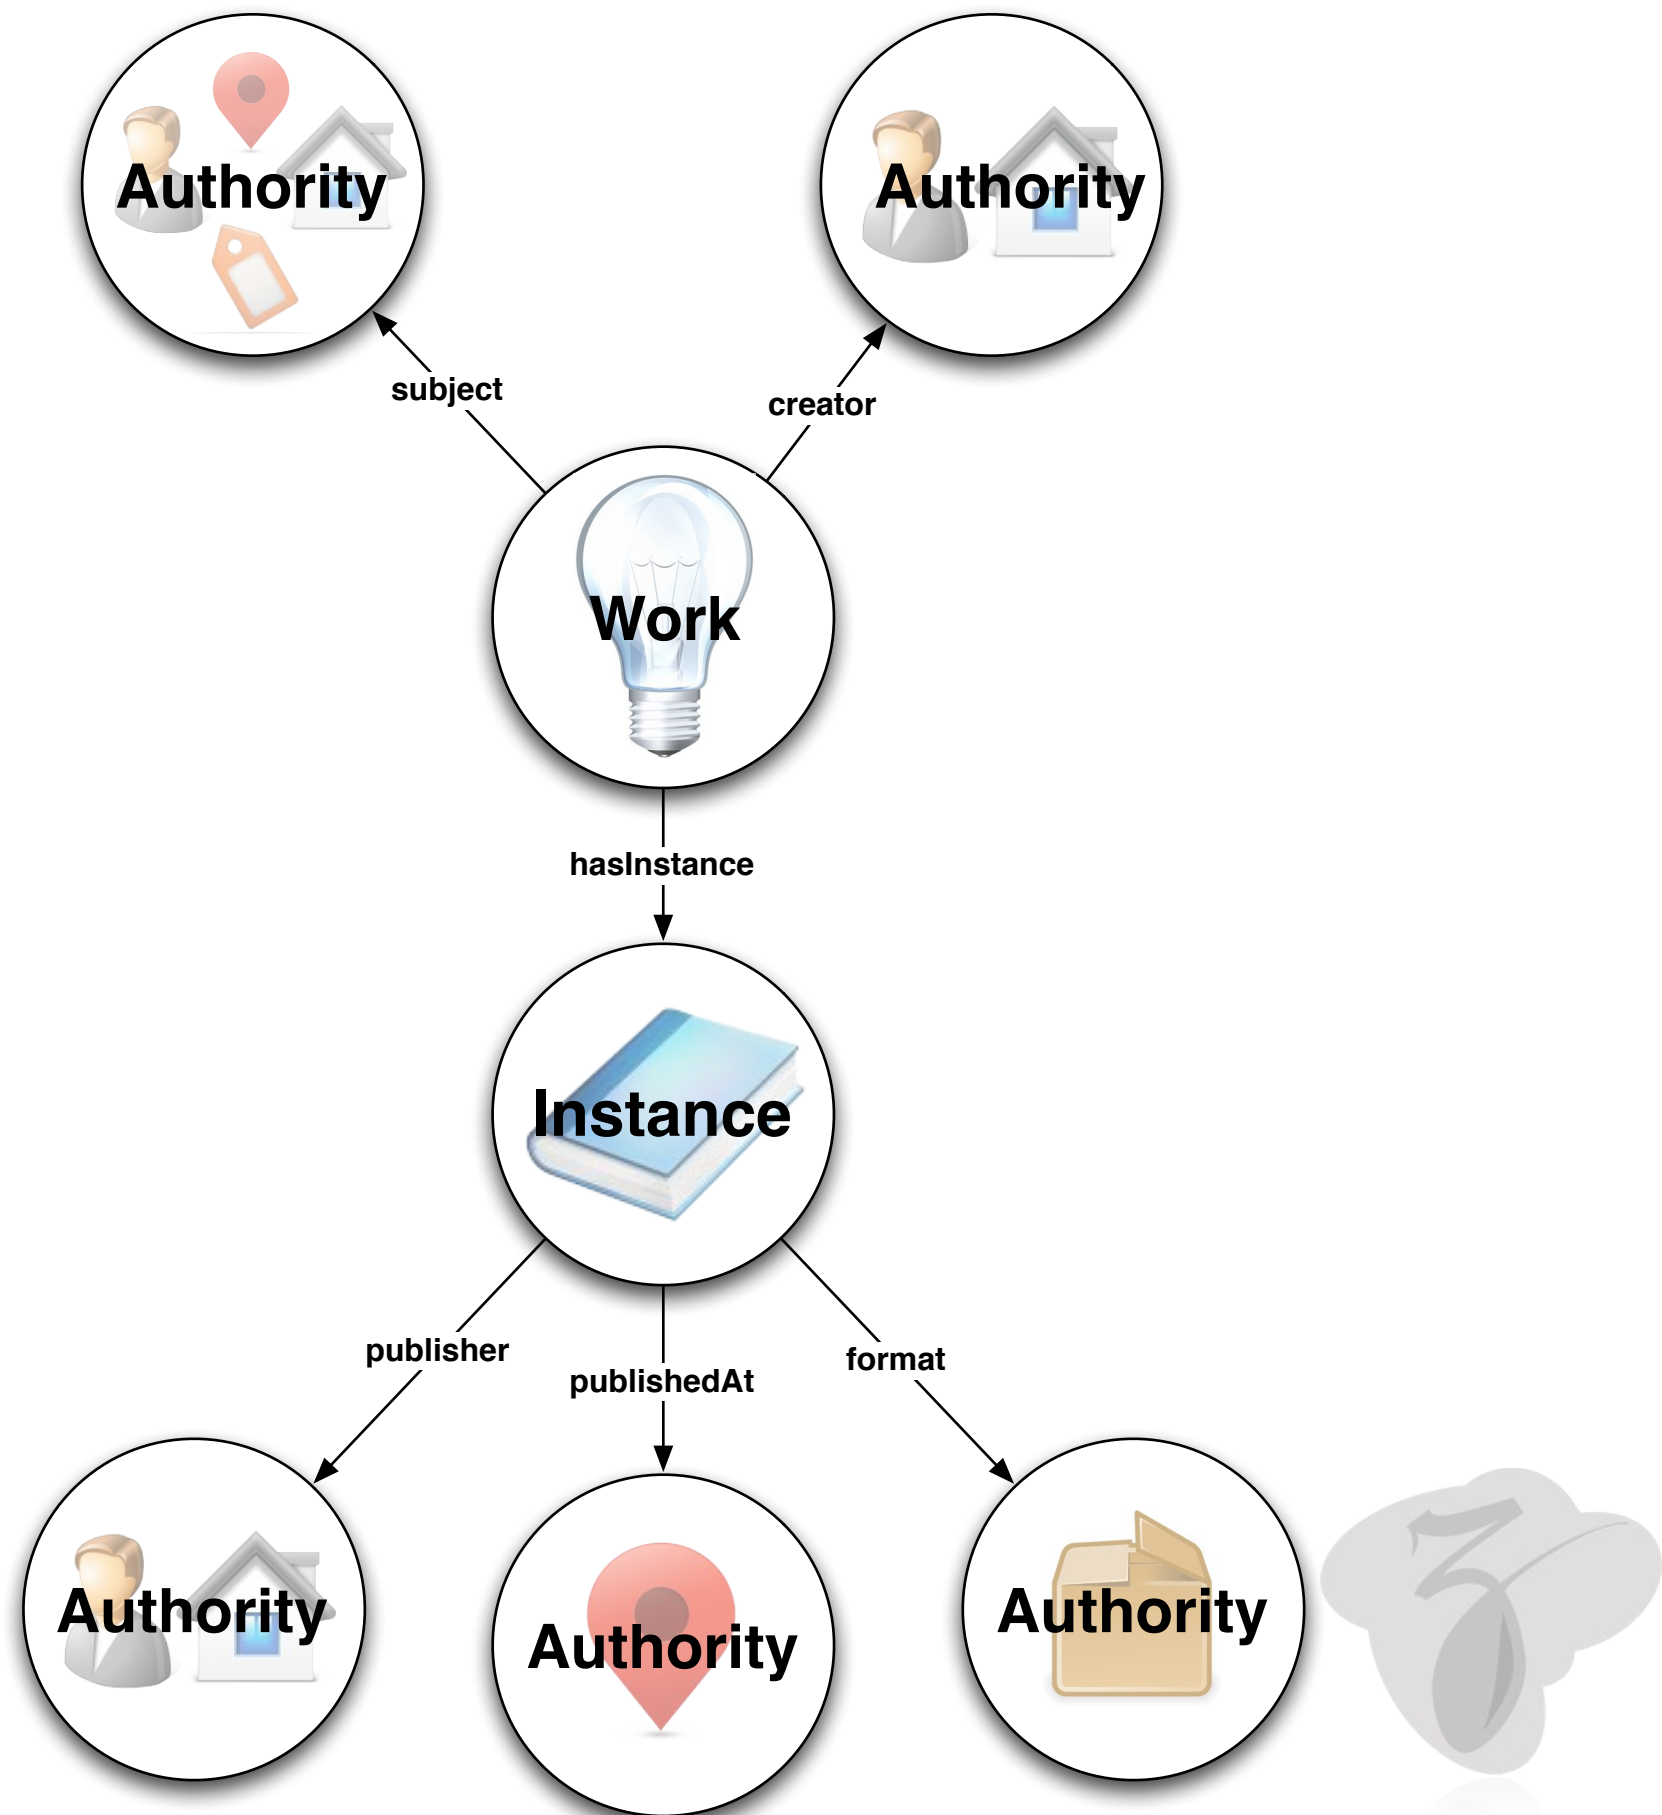 Authority
Authority
subject
creator
Work
hasInstance
Instance
publisher
publishedAt
format
Authority
Authority
Authority